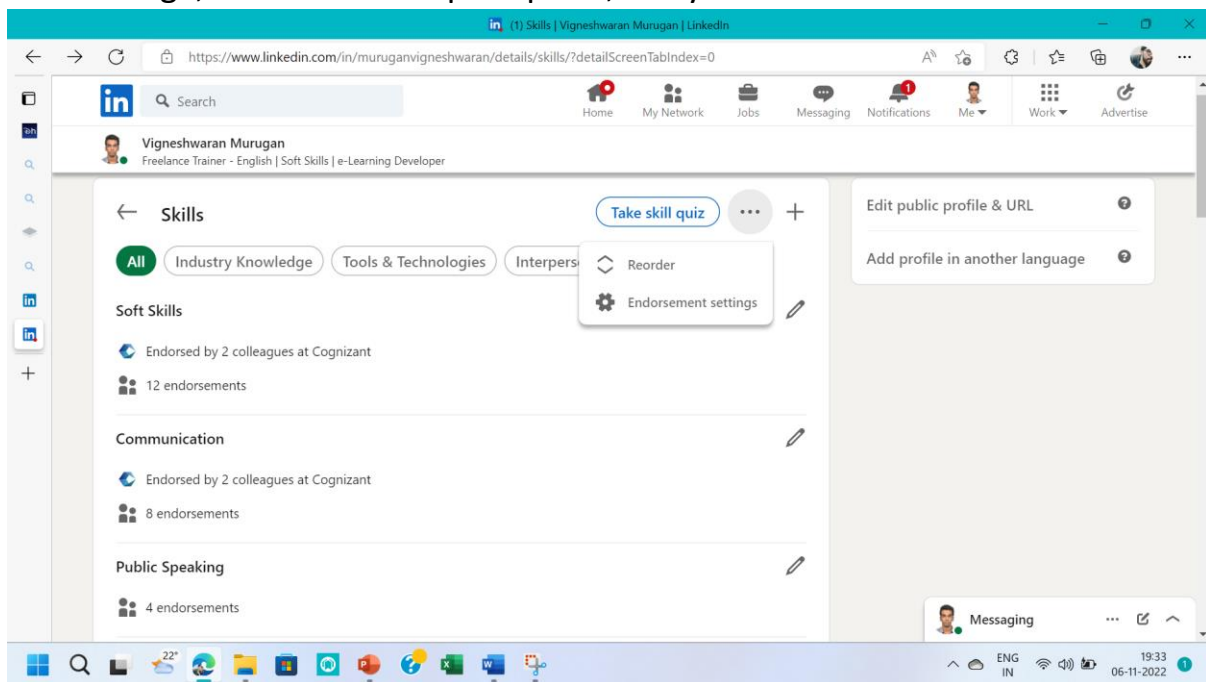 (1) Skills | Vigneshwaran Murugan | LinkedIn
https://www.linkedin.com/in/muruganvigneshwaran/details/skills/?detailScreenTabIndex=0
in Search
Home My Network Jobs Messaging Notifications Me Work Advertise
Vigneshwaran Murugan
Freelance Trainer - English | Soft Skills | e-Learning Developer
Skills Take skill quiz ... +
Edit public profile & URL
All Industry Knowledge Tools & Technologies
Reorder
Add profile in another language
Endorsement settings
Soft Skills
Endorsed by 2 colleagues at Cognizant
12 endorsements
Communication
Endorsed by 2 colleagues at Cognizant
8 endorsements
Public Speaking
4 endorsements
Messaging
22°
ENG
IN
19:33
06-11-2022
1